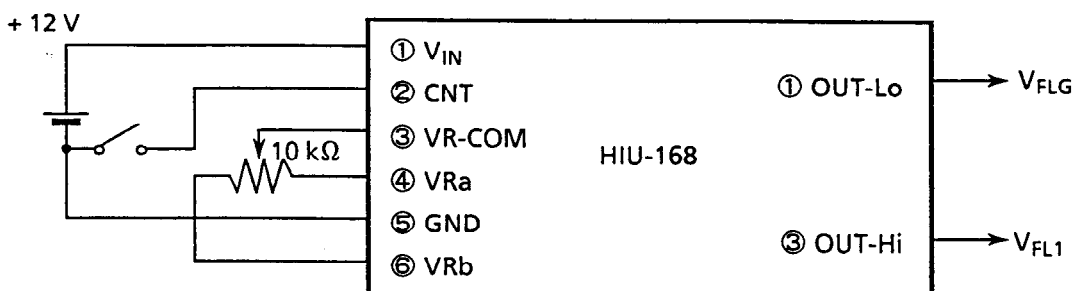 + 12 V
① VIN
② CNT
③ VR-COM
10 kΩ
④ VRa
⑤ GND
⑥ VRb
HIU-168
① OUT-Lo
VFLG
③ OUT-Hi
VFL1